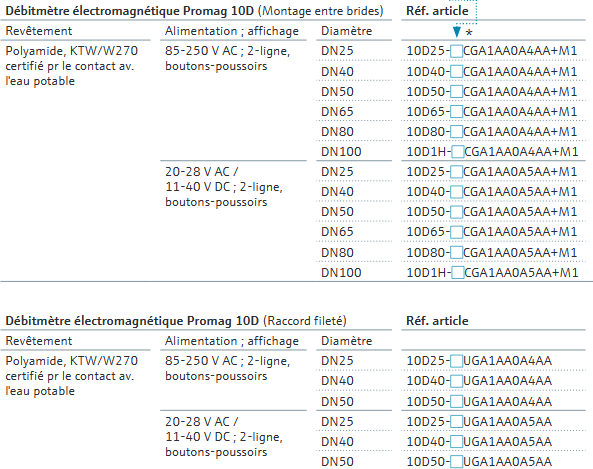 Débitmètre électromagnétique Promag 10D (Montage entre brides) Réf. article
Revêtement Alimentation ; affichage Diamètre *
Polyamide, KTW/W270 85-250 V AC ; 2-ligne, DN25 10D25-□CGA1AA0A4AA+M1
certifié pr le contact av. boutons-poussoirs DN40 10D40-□CGA1AA0A4AA+M1
l'eau potable DN50 10D50-□CGA1AA0A4AA+M1
DN65 10D65-□CGA1AA0A4AA+M1
DN80 10D80-□CGA1AA0A4AA+M1
DN100 10D1H-□CGA1AA0A4AA+M1
20-28 V AC / DN25 10D25-□CGA1AA0A5AA+M1
11-40 V DC ; 2-ligne, DN40 10D40-□CGA1AA0A5AA+M1
boutons-poussoirs DN50 10D50-□CGA1AA0A5AA+M1
DN65 10D65-□CGA1AA0A5AA+M1
DN80 10D80-□CGA1AA0A5AA+M1
DN100 10D1H-□CGA1AA0A5AA+M1
Débitmètre électromagnétique Promag 10D (Raccord fileté) Réf. article
Revêtement Alimentation ; affichage Diamètre
Polyamide, KTW/W270 85-250 V AC ; 2-ligne, DN25 10D25-□UGA1AA0A4AA
certifié pr le contact av. boutons-poussoirs DN40 10D40-□UGA1AA0A4AA
l'eau potable DN50 10D50-□UGA1AA0A4AA
20-28 V AC / DN25 10D25-□UGA1AA0A5AA
11-40 V DC ; 2-ligne, DN40 10D40-□UGA1AA0A5AA
boutons-poussoirs DN50 10D50-□UGA1AA0A5AA